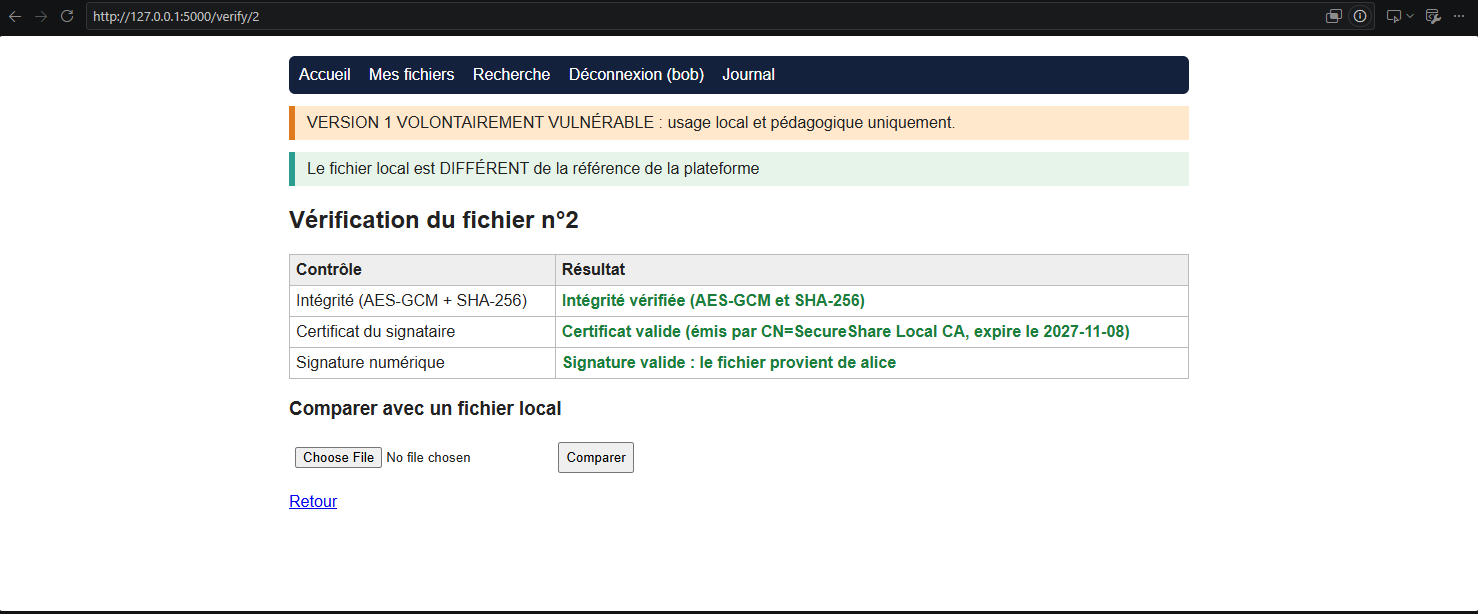 http://127.0.0.1:5000/verify/2
Accueil Mes fichiers Recherche Déconnexion (bob) Journal
VERSION 1 VOLONTAIREMENT VULNÉRABLE : usage local et pédagogique uniquement.
Le fichier local est DIFFÉRENT de la référence de la plateforme
Vérification du fichier n°2
Contrôle Résultat
Intégrité (AES-GCM + SHA-256) Intégrité vérifiée (AES-GCM et SHA-256)
Certificat du signataire Certificat valide (émis par CN=SecureShare Local CA, expire le 2027-11-08)
Signature numérique Signature valide : le fichier provient de alice
Comparer avec un fichier local
Choose File No file chosen Comparer
Retour